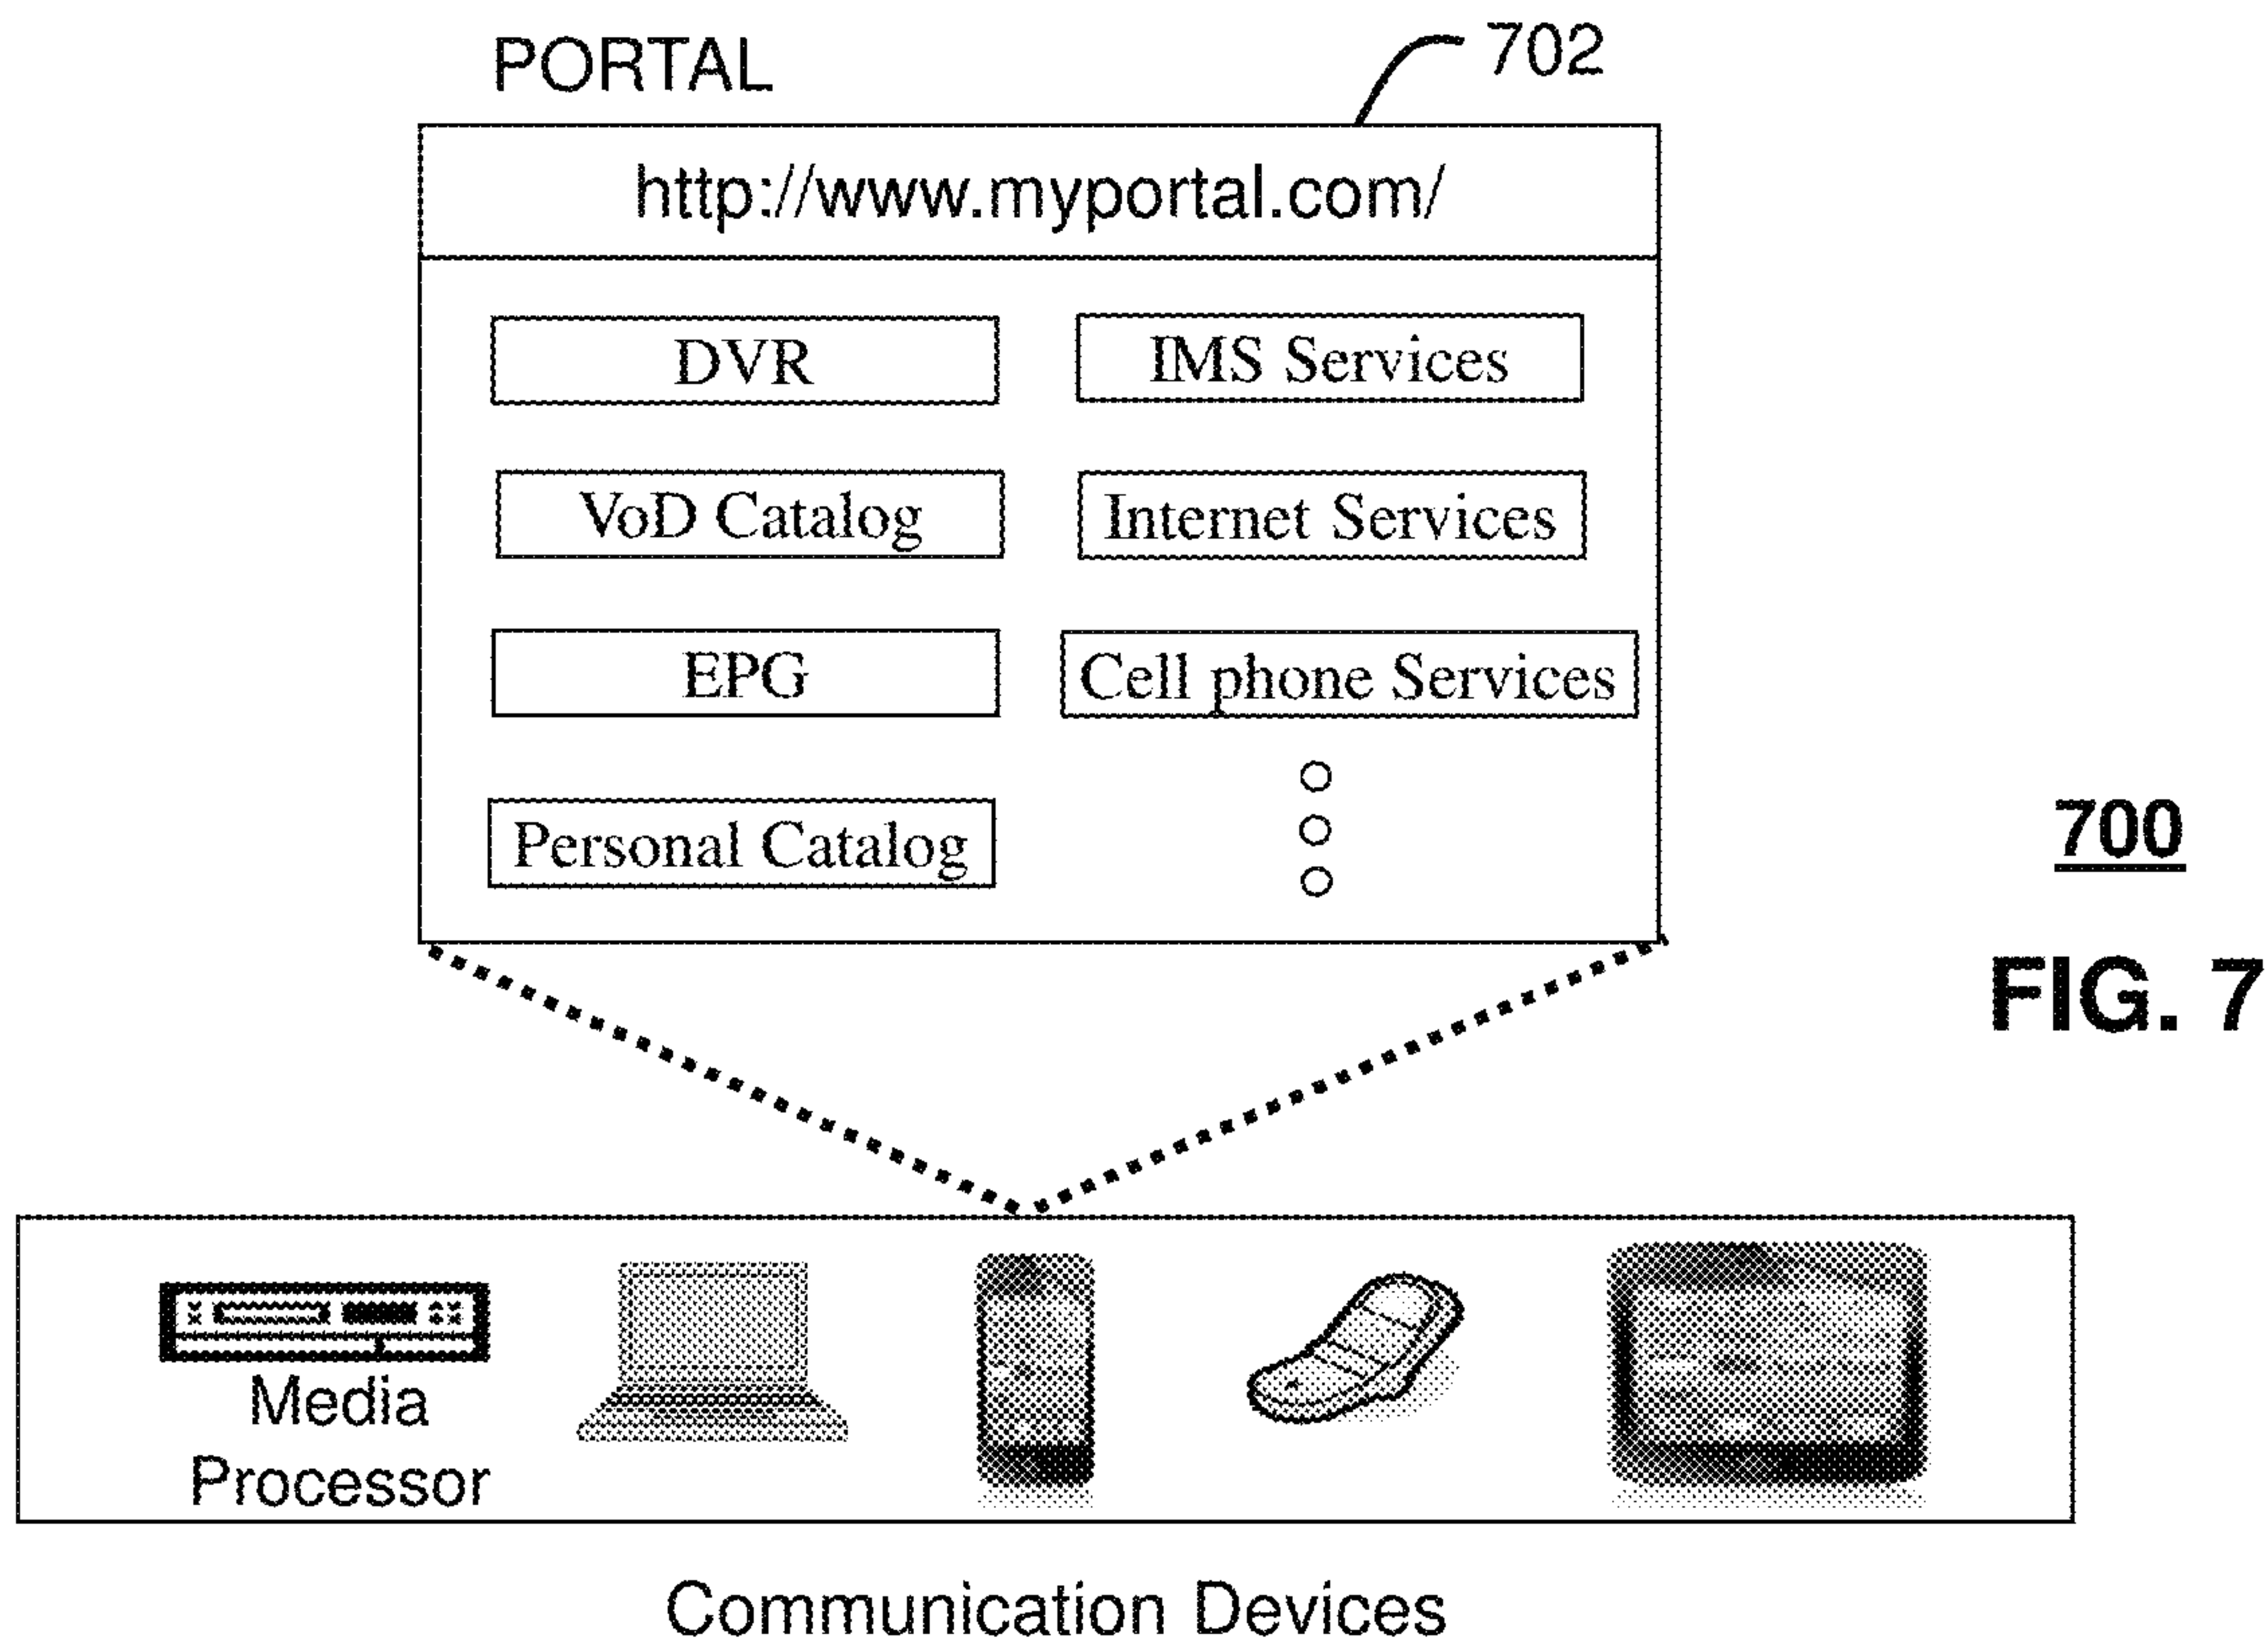 PORTAL
702
http://www.myportal.com/
DVR
IMS Services
VoD Catalog
Internet Services
EPG
Cell phone Services
Personal Catalog
700
FIG. 7
Media
Processor
Communication Devices